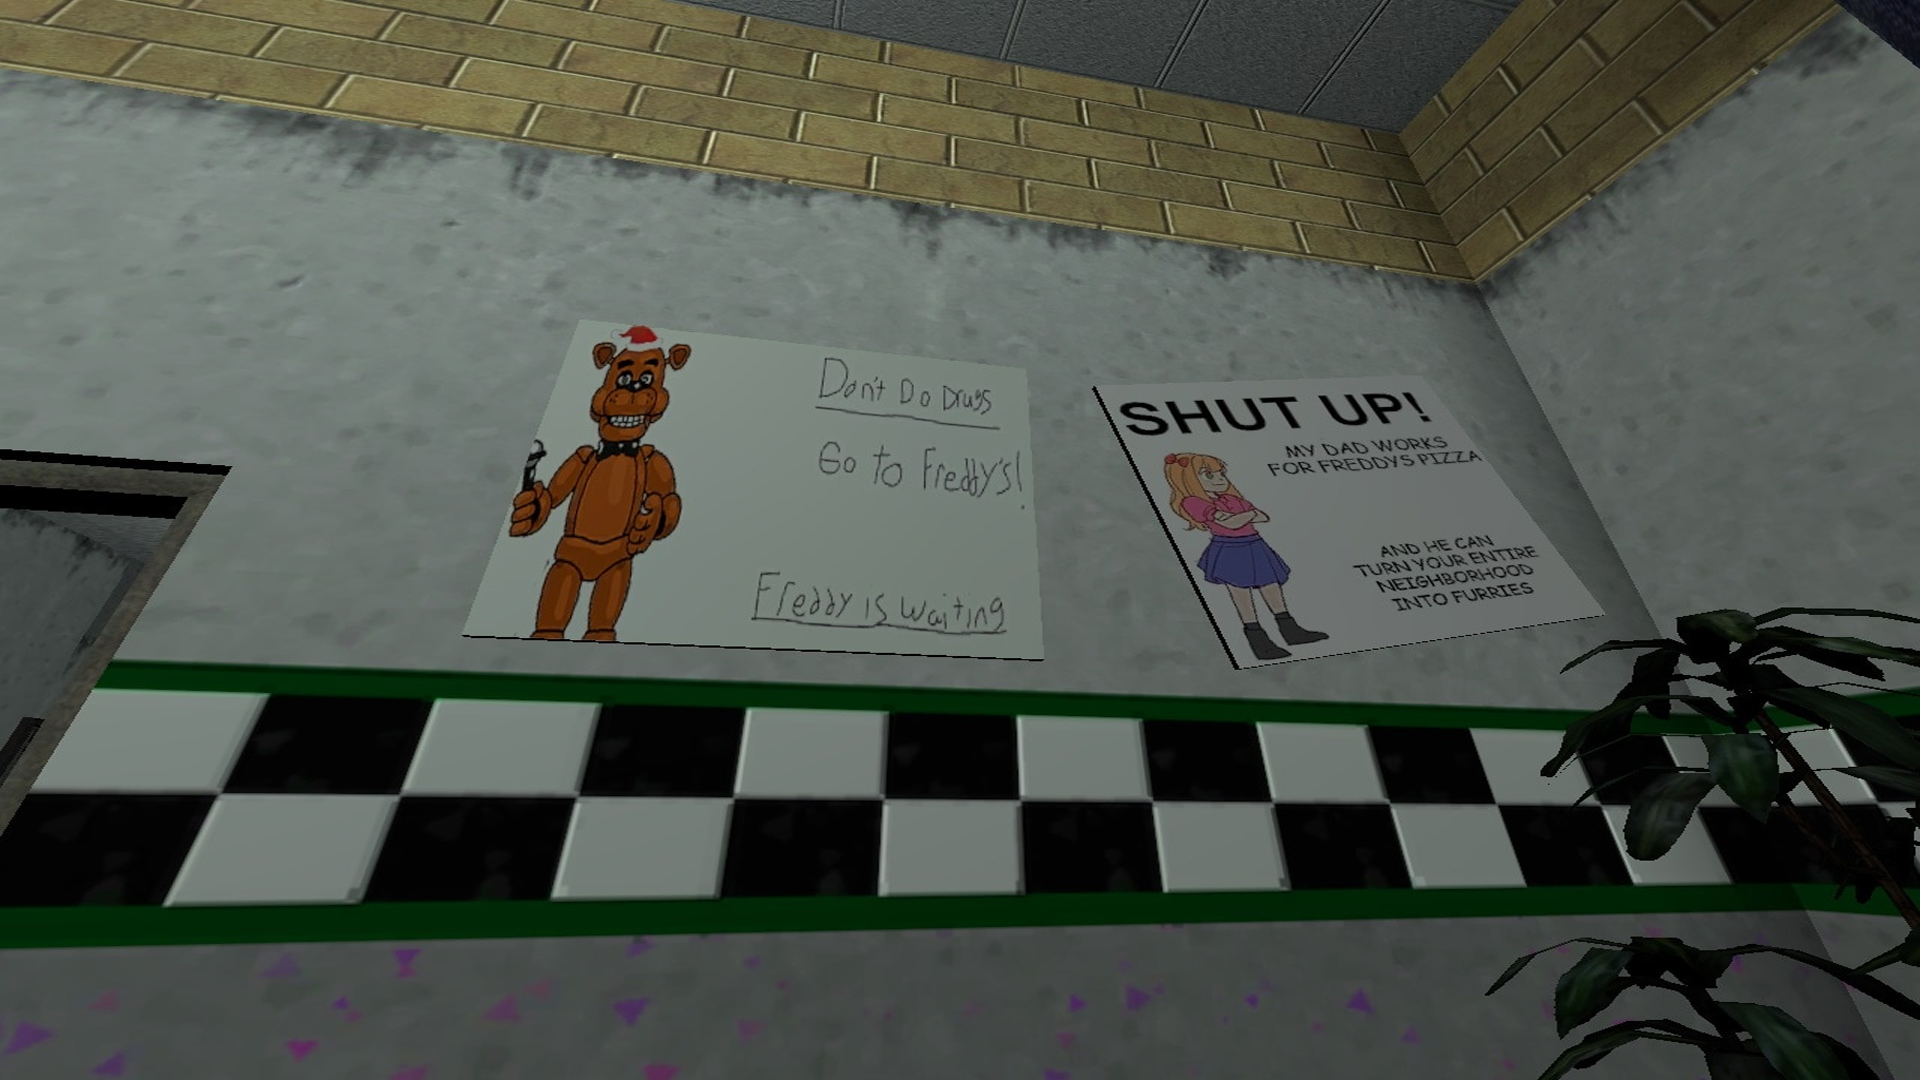 Don't Do Drugs
Go to Freddy's!
Freddy is waiting
SHUT UP!
MY DAD WORKS
FOR FREDDYS PIZZA
AND HE CAN
TURN YOUR ENTIRE
NEIGHBORHOOD
INTO FURRIES